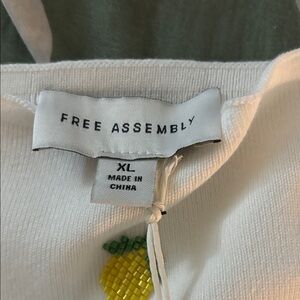 FREE ASSEMBLY
XL
MADE IN
CHINA